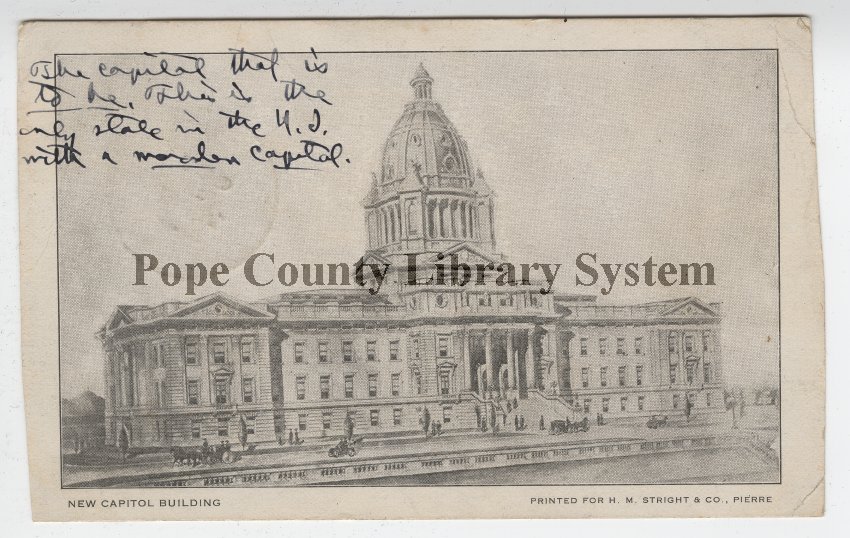 The capital that is
to be. This is the
only state in the U.S.
with a wooden capital.
Pope County Library System
NEW CAPITOL BUILDING
PRINTED FOR H. M. STRIGHT & CO., PIERRE